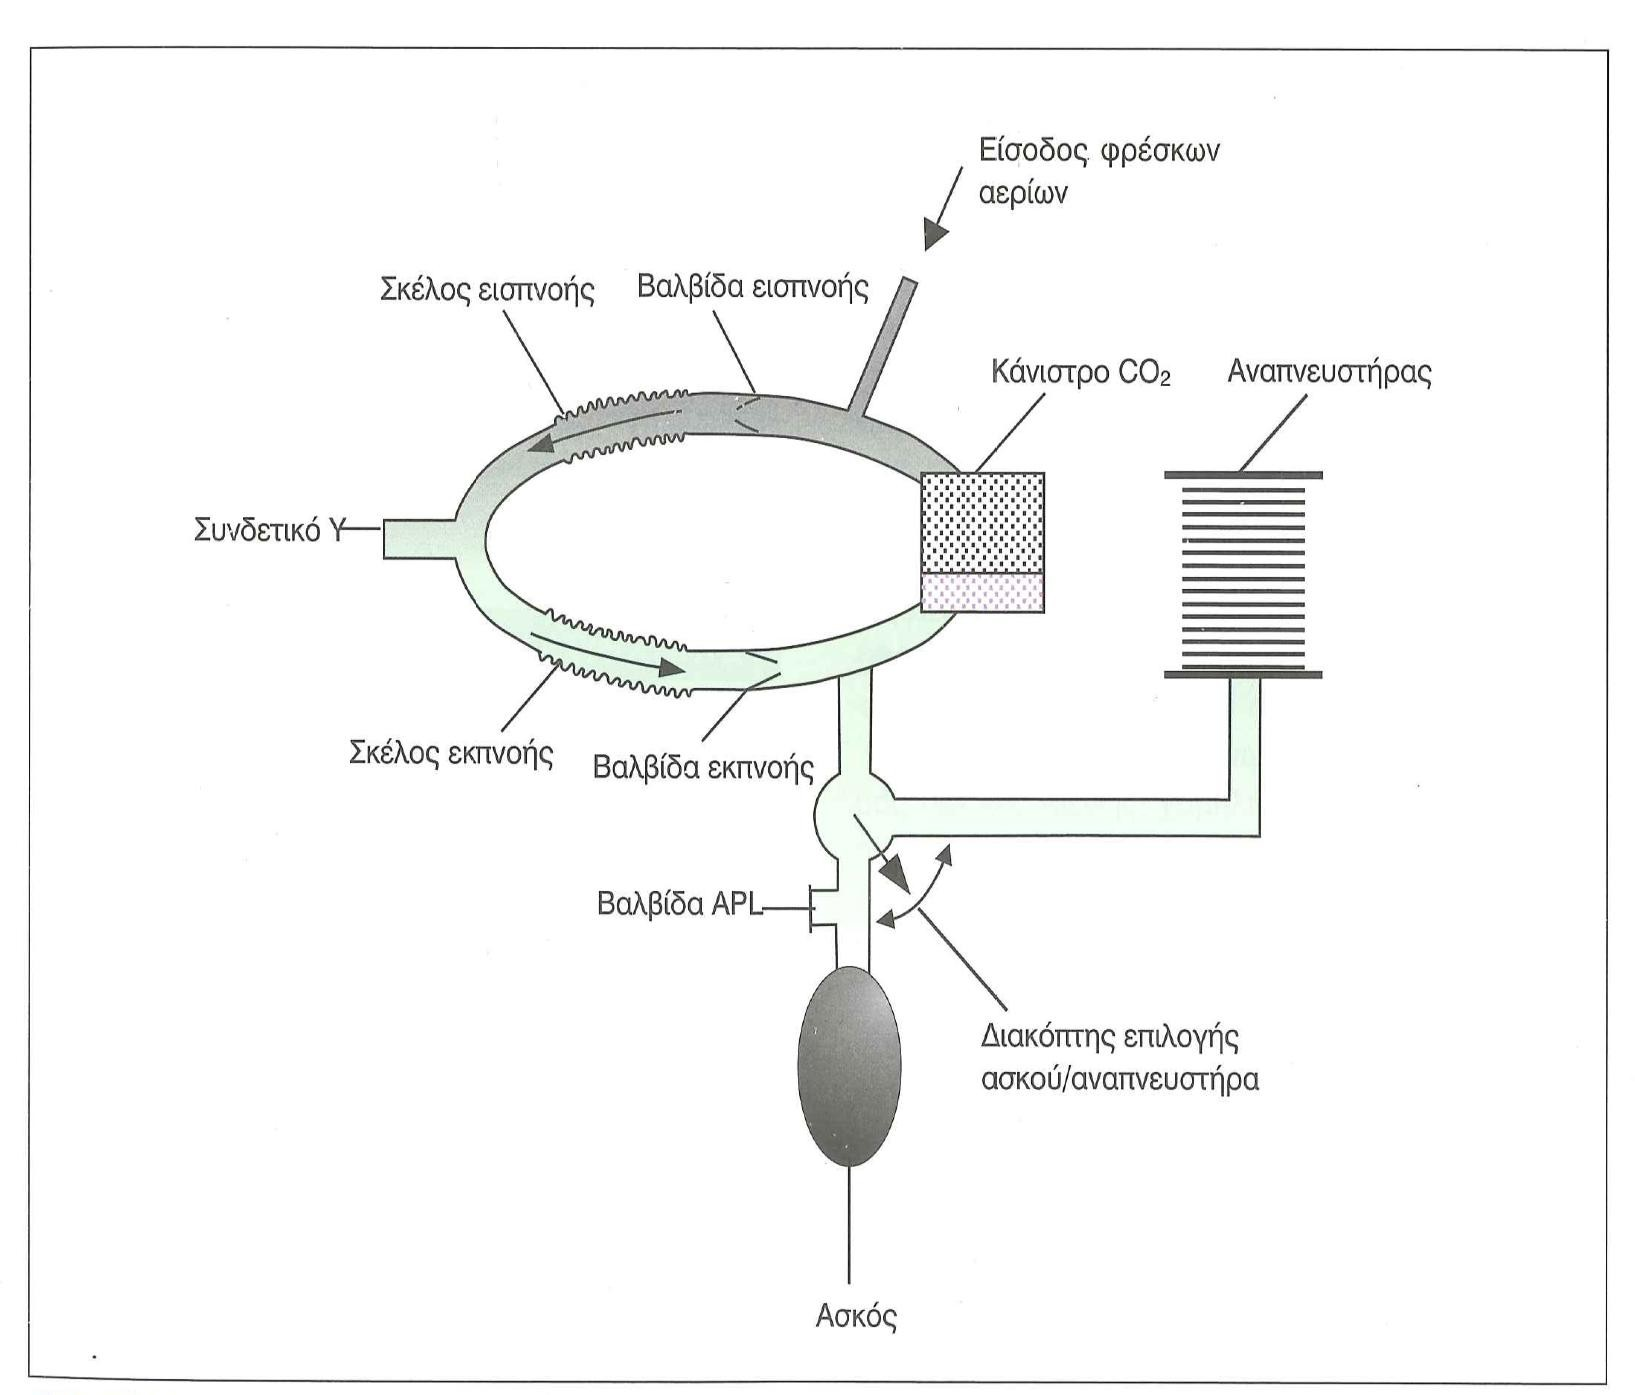 Είσοδος φρέσκων
αερίων
Σκέλος εισπνοής
Βαλβίδα εισπνοής
Κάνιστρο CO₂
Αναπνευστήρας
Συνδετικό Υ
Σκέλος εκπνοής
Βαλβίδα εκπνοής
Βαλβίδα APL
Διακόπτης επιλογής
ασκού/αναπνευστήρα
Ασκός